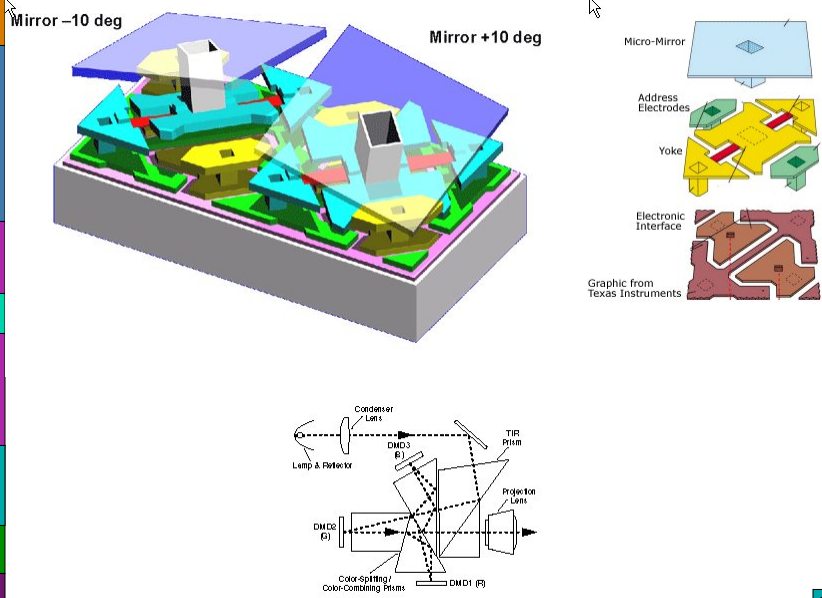 Mirror –10 deg
Mirror +10 deg
Micro-Mirror
Address
Electrodes
Yoke
Electronic
Interface
Graphic from
Texas Instruments
Condenser
Lens
TIR
Prism
DMD3
(B)
Lamp & Reflector
Projection
Lens
DMD2
(G)
Color-Splitting/
Color-Combining Prisms
DMD1 (R)